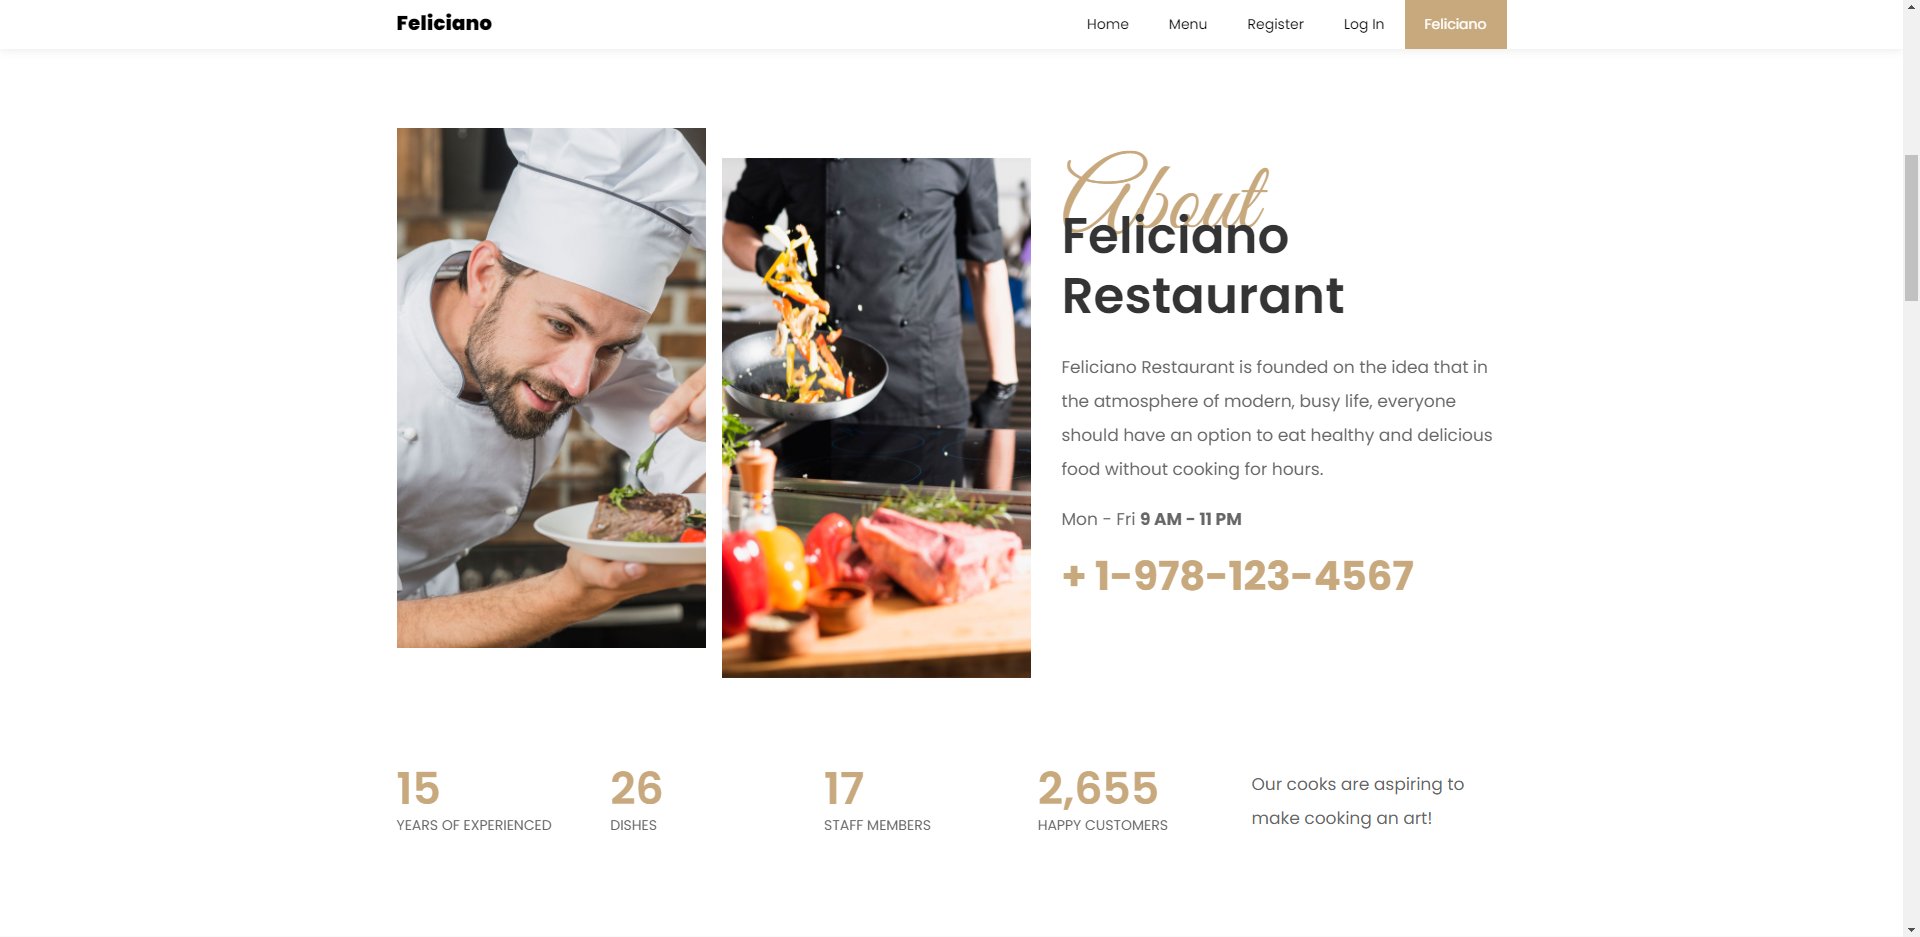 Feliciano
Home Menu Register Log In Feliciano
About
Feliciano
Restaurant
Feliciano Restaurant is founded on the idea that in
the atmosphere of modern, busy life, everyone
should have an option to eat healthy and delicious
food without cooking for hours.
Mon - Fri 9 AM - 11 PM
+ 1-978-123-4567
15
YEARS OF EXPERIENCED
26
DISHES
17
STAFF MEMBERS
2,655
HAPPY CUSTOMERS
Our cooks are aspiring to
make cooking an art!